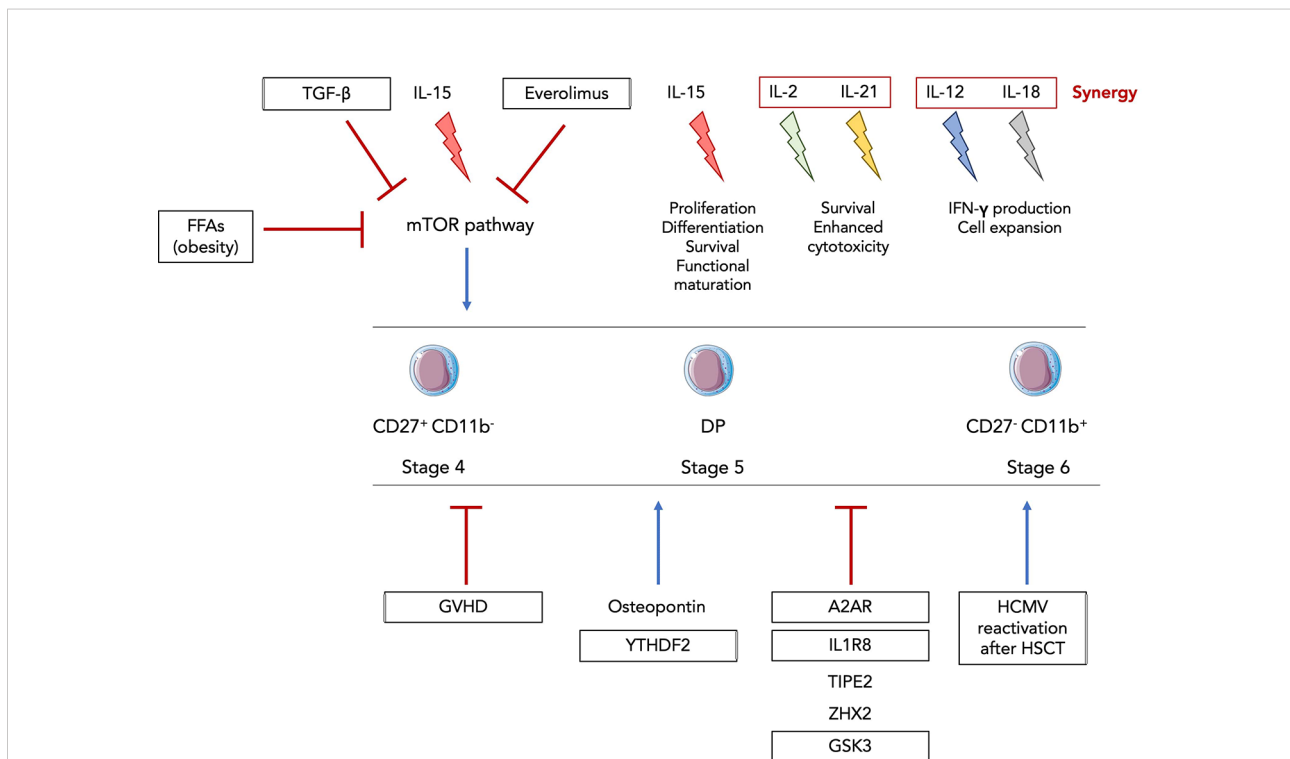 TGF-β IL-15 Everolimus IL-15 IL-2 IL-21 IL-12 IL-18 Synergy
FFAs
(obesity)
mTOR pathway
Proliferation
Differentiation
Survival
Functional
maturation
Survival
Enhanced
cytotoxicity
IFN-γ production
Cell expansion
CD27⁺ CD11b⁻ DP CD27⁻ CD11b⁺
Stage 4 Stage 5 Stage 6
GVHD
Osteopontin
YTHDF2
A2AR
IL1R8
TIPE2
ZHX2
GSK3
HCMV
reactivation
after HSCT